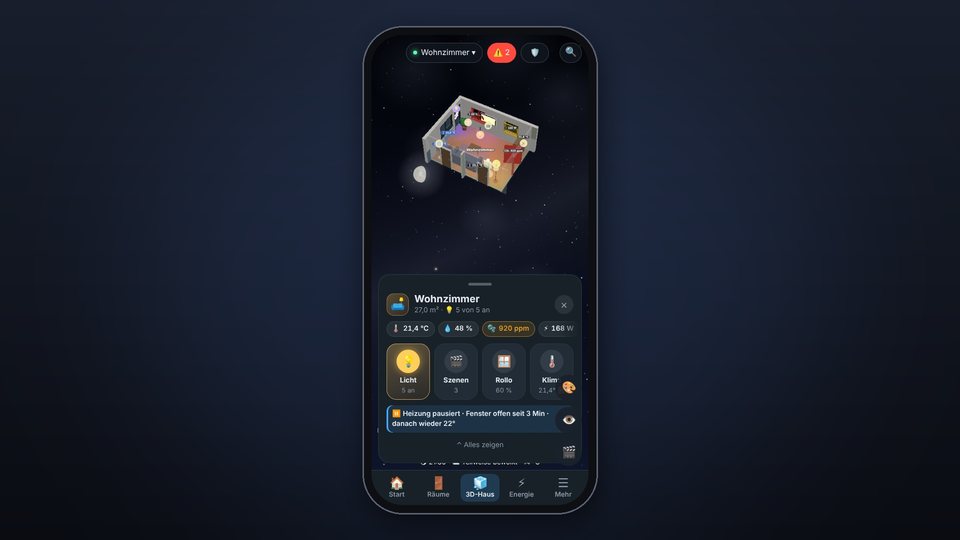 Wohnzimmer ▾
2
Wohnzimmer
27,0 m² · 5 von 5 an
21,4 °C
48 %
920 ppm
168 W
Licht
5 an
Szenen
3
Rollo
60 %
21,4°
Heizung pausiert · Fenster offen seit 3 Min ·
danach wieder 22°
Alles zeigen
Start
Räume
3D-Haus
Energie
Mehr